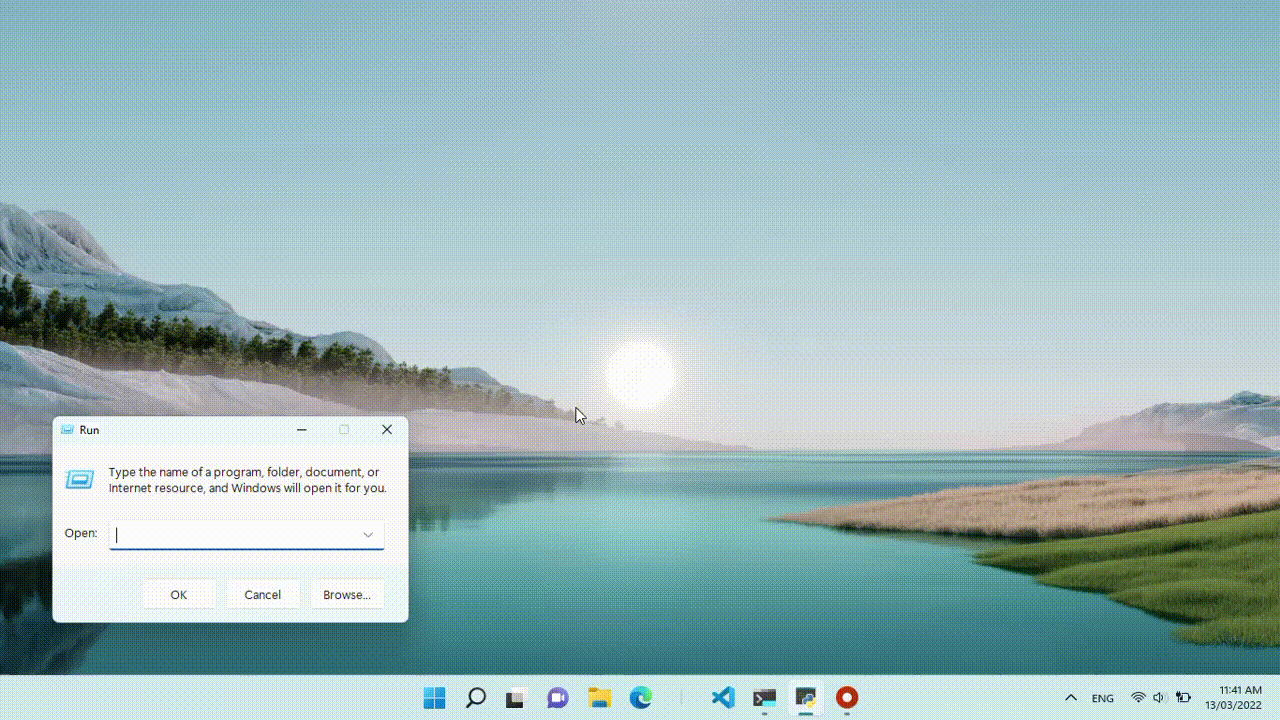 Run
Type the name of a program, folder, document, or
Internet resource, and Windows will open it for you.
Open:
OK
Cancel
Browse...
ENG
11:41 AM
13/03/2022